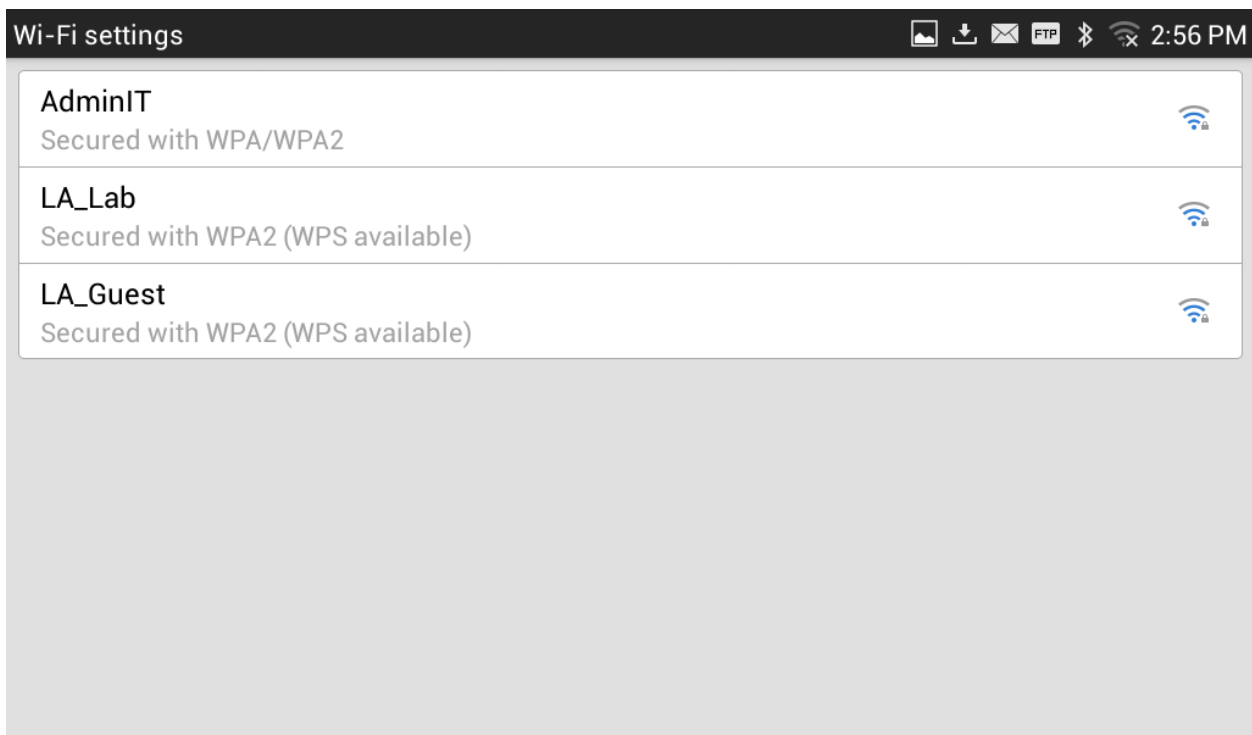 Wi-Fi settings FTP 2:56 PM
AdminIT
Secured with WPA/WPA2
LA_Lab
Secured with WPA2 (WPS available)
LA_Guest
Secured with WPA2 (WPS available)